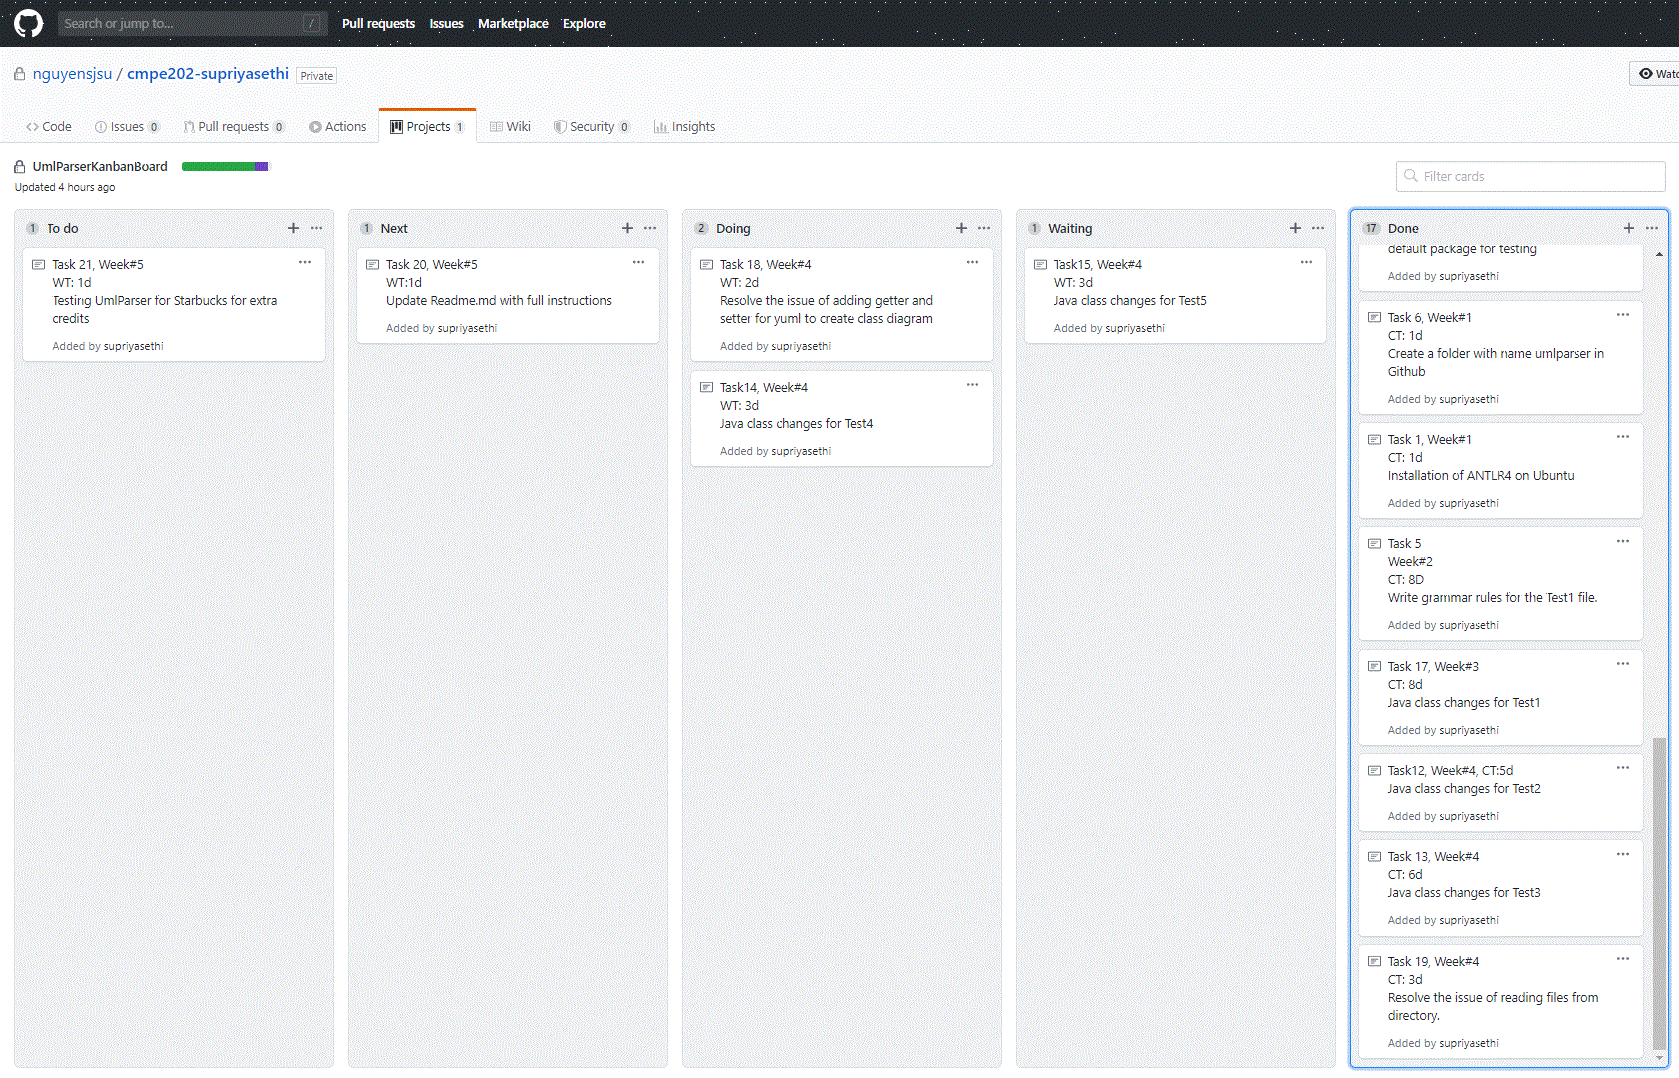 Search or jump to... /
Pull requests Issues Marketplace Explore
nguyensjsu / cmpe202-supriyasethi Private
Watc
Code
Issues 0
Pull requests 0
Actions
Projects 1
Wiki
Security 0
Insights
UmlParserKanbanBoard
Updated 4 hours ago
Filter cards
1 To do
Task 21, Week#5
WT: 1d
Testing UmlParser for Starbucks for extra
credits
Added by supriyasethi
1 Next
Task 20, Week#5
WT:1d
Update Readme.md with full instructions
Added by supriyasethi
2 Doing
Task 18, Week#4
WT: 2d
Resolve the issue of adding getter and
setter for yuml to create class diagram
Added by supriyasethi
Task14, Week#4
WT: 3d
Java class changes for Test4
Added by supriyasethi
1 Waiting
Task15, Week#4
WT: 3d
Java class changes for Test5
Added by supriyasethi
17 Done
default package for testing
Added by supriyasethi
Task 6, Week#1
CT: 1d
Create a folder with name umlparser in
Github
Added by supriyasethi
Task 1, Week#1
CT: 1d
Installation of ANTLR4 on Ubuntu
Added by supriyasethi
Task 5
Week#2
CT: 8D
Write grammar rules for the Test1 file.
Added by supriyasethi
Task 17, Week#3
CT: 8d
Java class changes for Test1
Added by supriyasethi
Task12, Week#4, CT:5d
Java class changes for Test2
Added by supriyasethi
Task 13, Week#4
CT: 6d
Java class changes for Test3
Added by supriyasethi
Task 19, Week#4
CT: 3d
Resolve the issue of reading files from
directory.
Added by supriyasethi